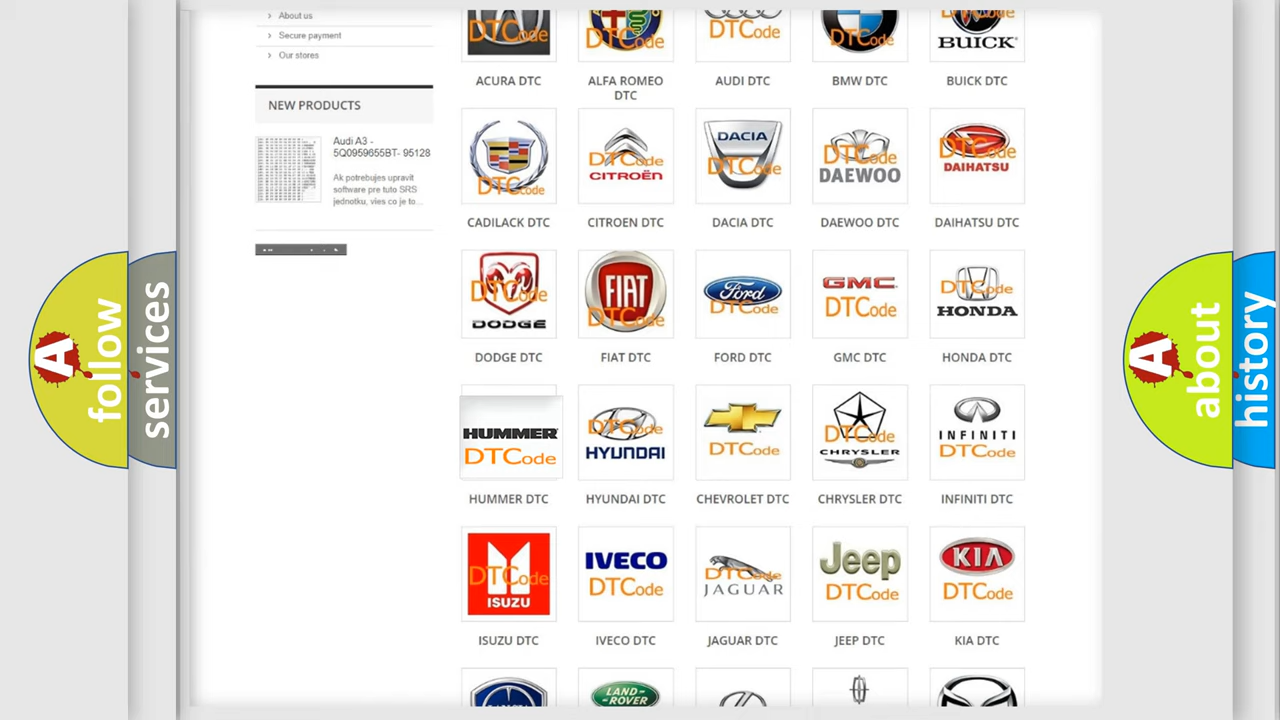 About us
Secure payment
Our stores
NEW PRODUCTS
Audi A3 -
5Q0959655BT- 95128
Ak potrebujes upravit
software pre tuto SRS
jednotku, vies co je to...
A follow
services
DTCode
DTCode
DTCode
DTCode
DTCode
BUICK
ACURA DTC
ALFA ROMEO
DTC
AUDI DTC
BMW DTC
BUICK DTC
DTCode
DTCode
CITROËN
DACIA
DTCode
DTCode
DAEWOO
DTCode
DAIHATSU
CADILACK DTC
CITROEN DTC
DACIA DTC
DAEWOO DTC
DAIHATSU DTC
DTCode
DODGE
FIAT
DTCode
Ford
DTCode
GMC
DTCode
DTCode
HONDA
DODGE DTC
FIAT DTC
FORD DTC
GMC DTC
HONDA DTC
HUMMER
DTCode
DTCode
HYUNDAI
DTCode
DTCode
CHRYSLER
INFINITI
DTCode
HUMMER DTC
HYUNDAI DTC
CHEVROLET DTC
CHRYSLER DTC
INFINITI DTC
DTCode
ISUZU
IVECO
DTCode
DTCode
JAGUAR
Jeep
DTCode
KIA
DTCode
ISUZU DTC
IVECO DTC
JAGUAR DTC
JEEP DTC
KIA DTC
LAND-
ROVER
A about
history